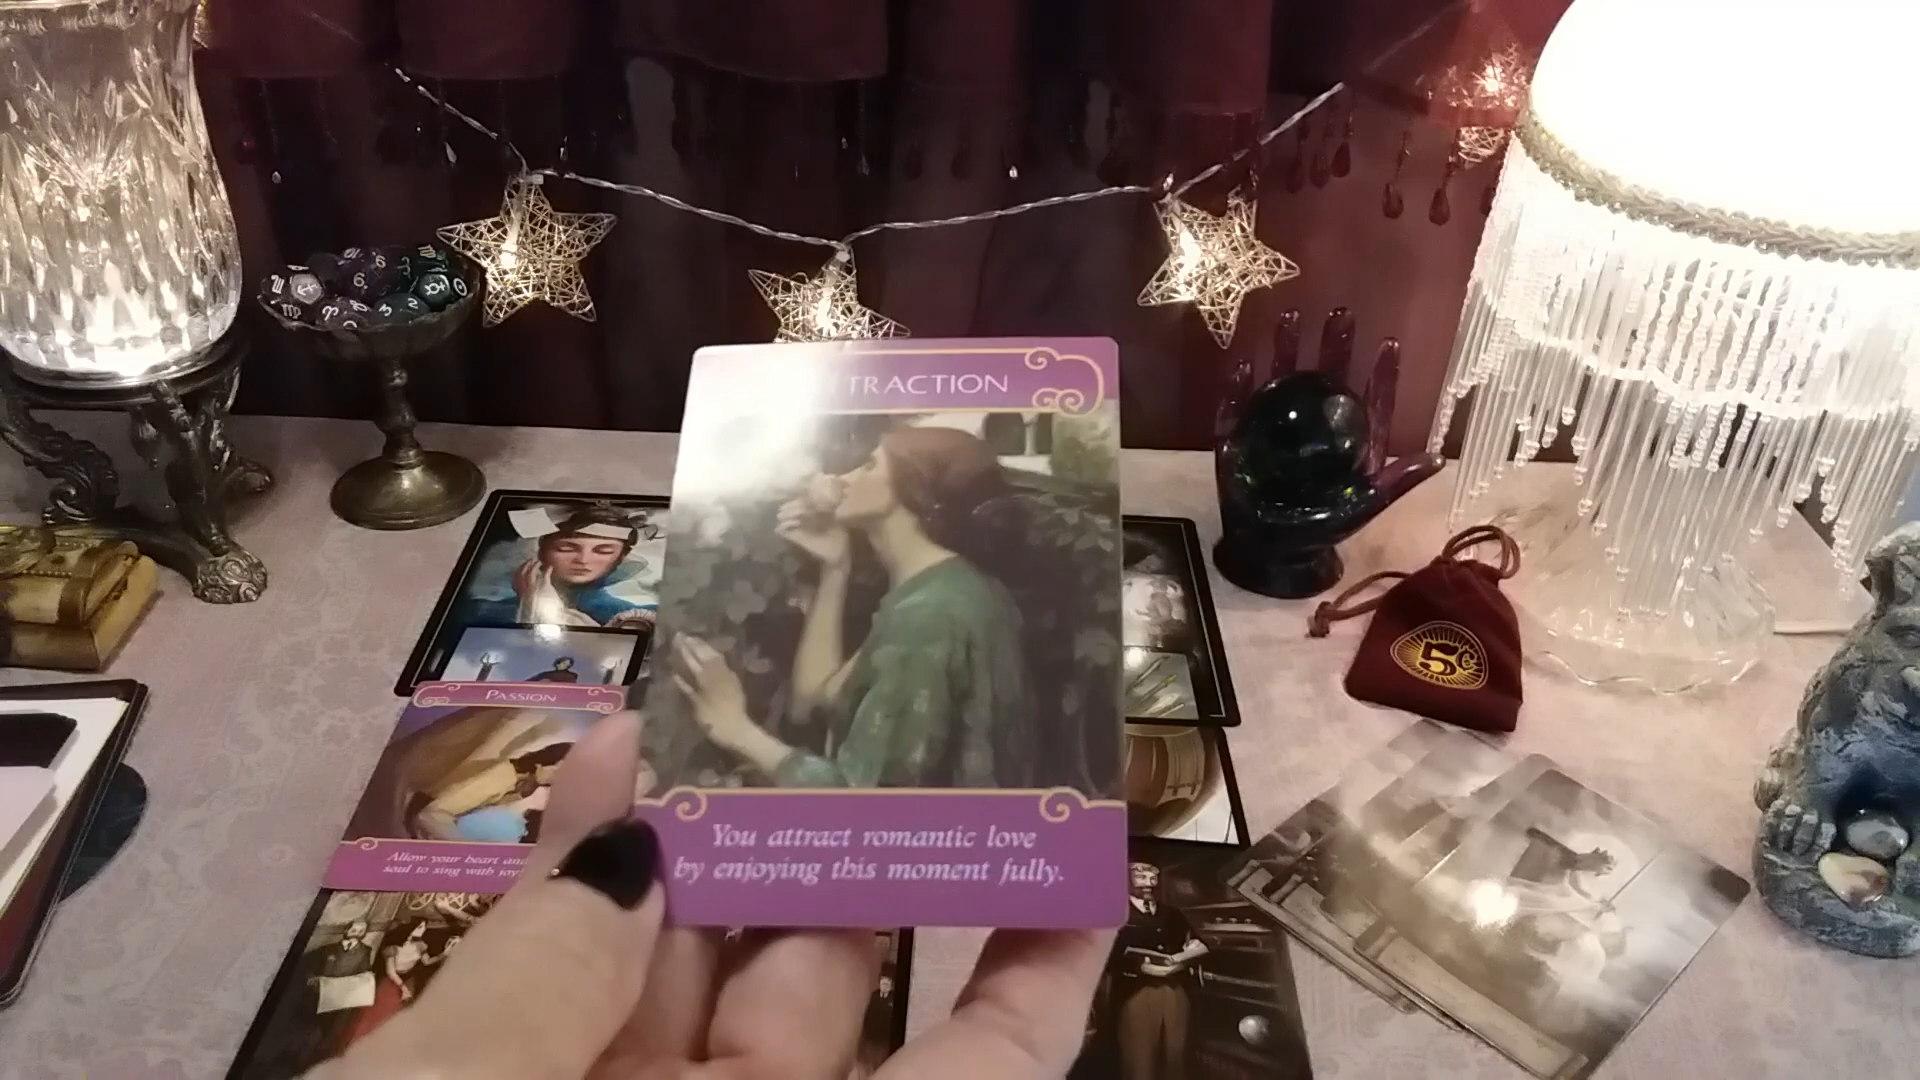 TRACTION
You attract romantic love
by enjoying this moment fully.
PASSION
Allow your heart and
soul to sing with joy
5¢